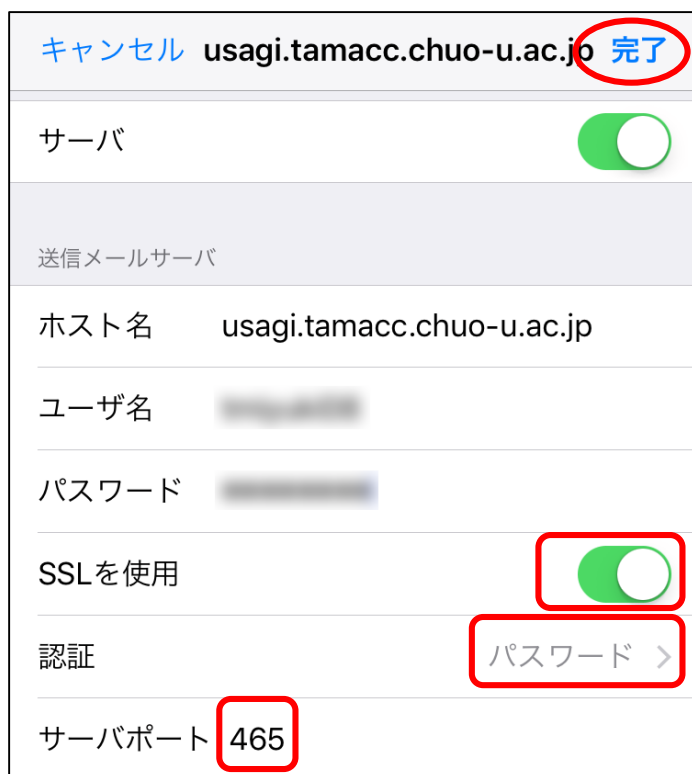 キャンセル usagi.tamacc.chuo-u.ac.jp 完了
サーバ
送信メールサーバ
ホスト名 usagi.tamacc.chuo-u.ac.jp
ユーザ名
パスワード
SSLを使用
認証 パスワード
サーバポート 465